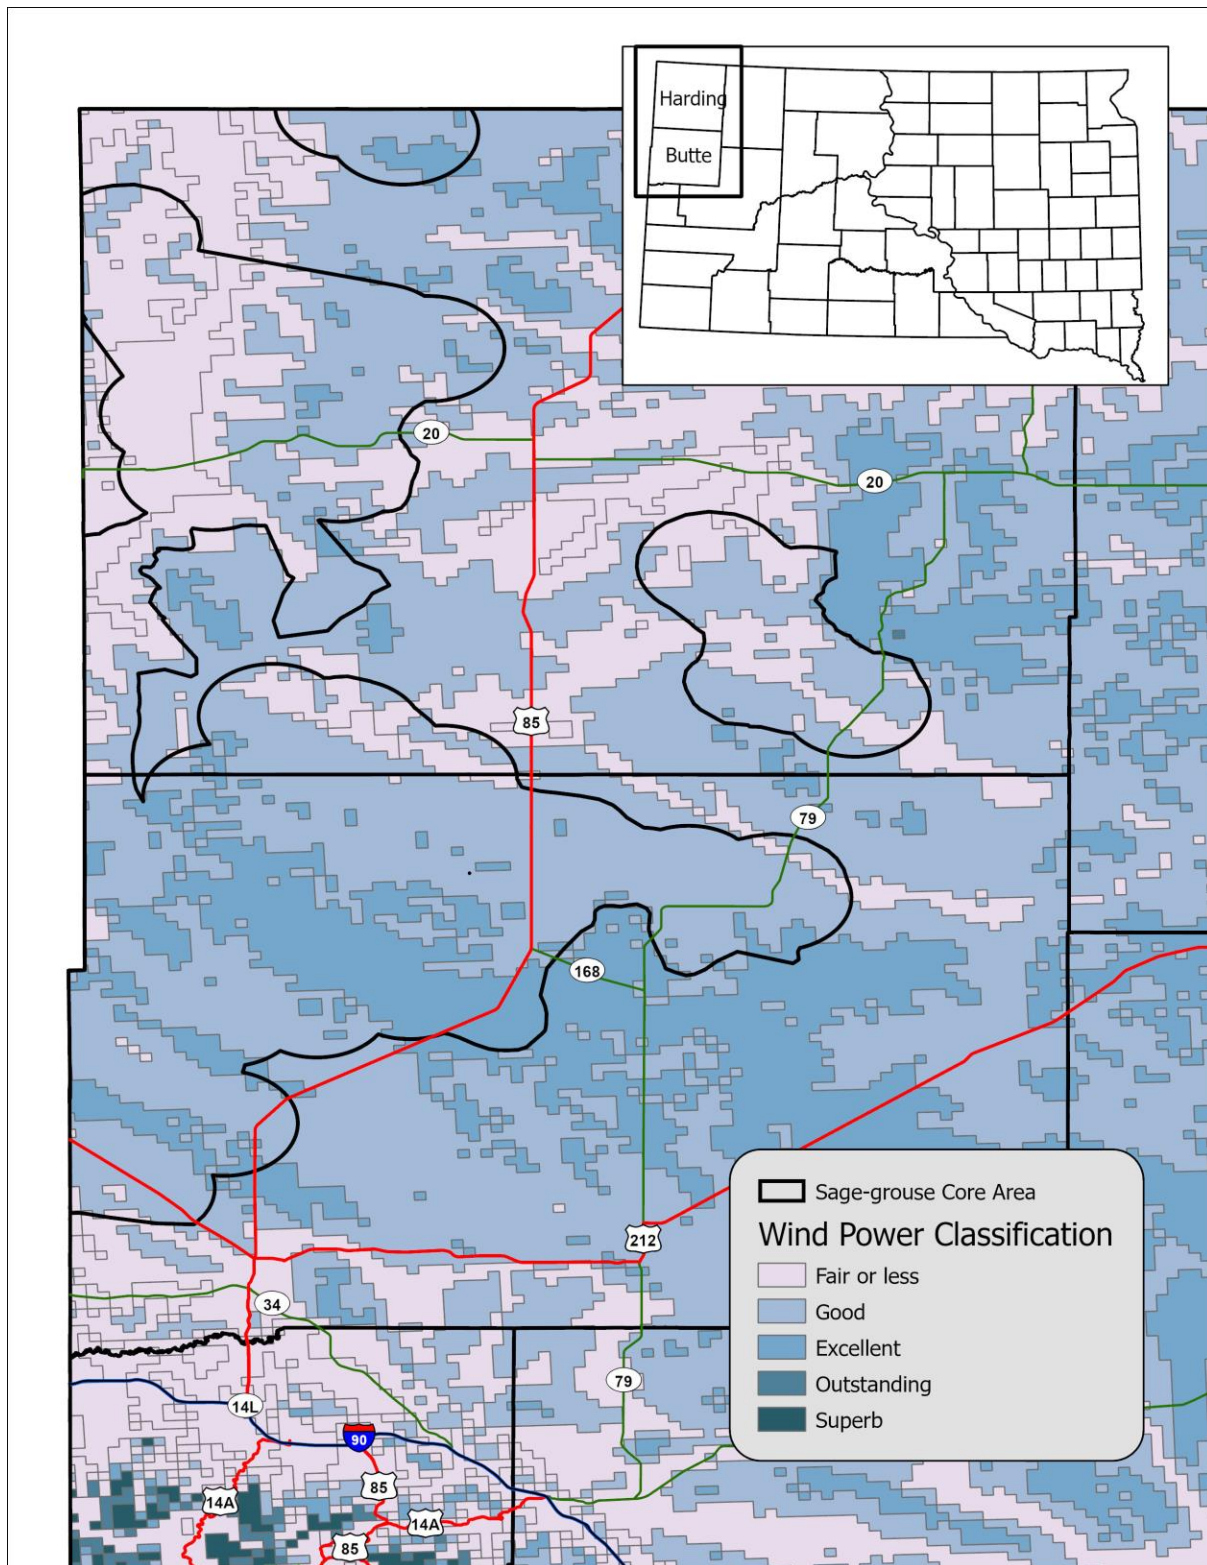 Harding
Butte
20
20
85
79
168
212
34
79
14L
90
85
14A
14A
85
Sage-grouse Core Area
Wind Power Classification
Fair or less
Good
Excellent
Outstanding
Superb